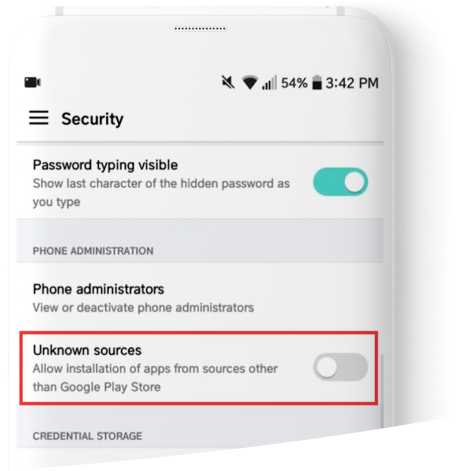 54% 3:42 PM
Security
Password typing visible
Show last character of the hidden password as
you type
PHONE ADMINISTRATION
Phone administrators
View or deactivate phone administrators
Unknown sources
Allow installation of apps from sources other
than Google Play Store
CREDENTIAL STORAGE